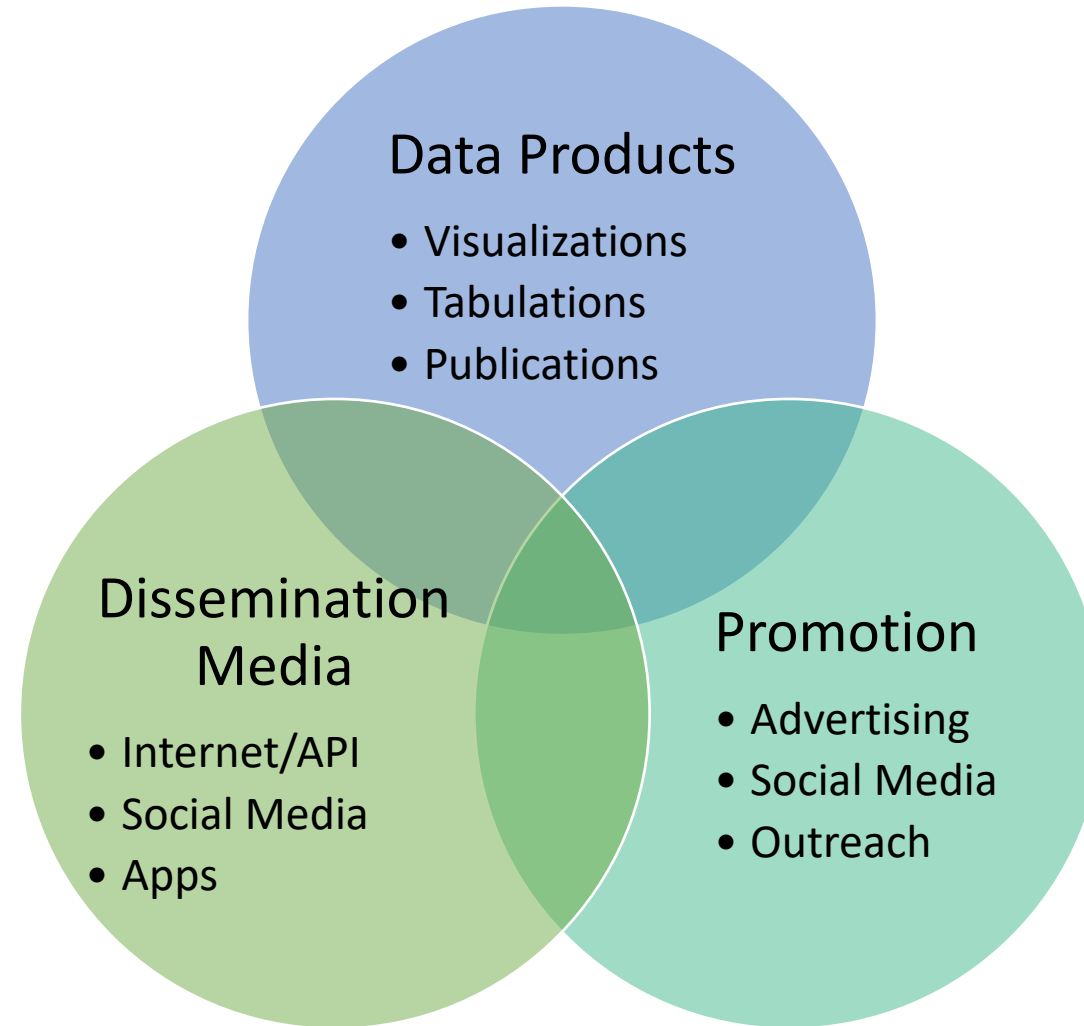 Data Products
• Visualizations
• Tabulations
• Publications
Dissemination
Media
• Internet/API
• Social Media
• Apps
Promotion
• Advertising
• Social Media
• Outreach